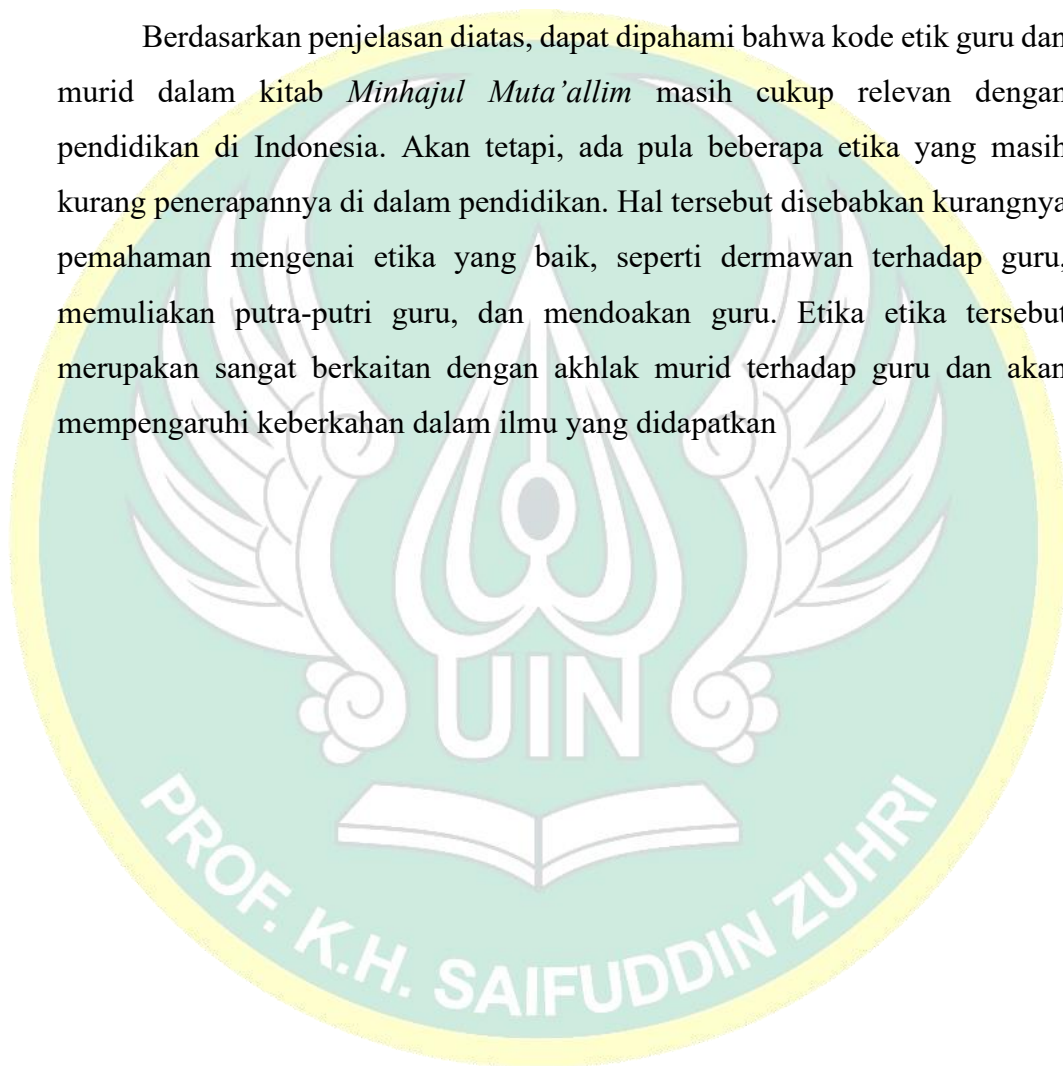 Berdasarkan penjelasan diatas, dapat dipahami bahwa kode etik guru dan
murid dalam kitab Minhajul Muta’allim masih cukup relevan dengan
pendidikan di Indonesia. Akan tetapi, ada pula beberapa etika yang masih
kurang penerapannya di dalam pendidikan. Hal tersebut disebabkan kurangnya
pemahaman mengenai etika yang baik, seperti dermawan terhadap guru,
memuliakan putra-putri guru, dan mendoakan guru. Etika etika tersebut
merupakan sangat berkaitan dengan akhlak murid terhadap guru dan akan
mempengaruhi keberkahan dalam ilmu yang didapatkan
UIN
PROF. K.H. SAIFUDDIN ZUHRI